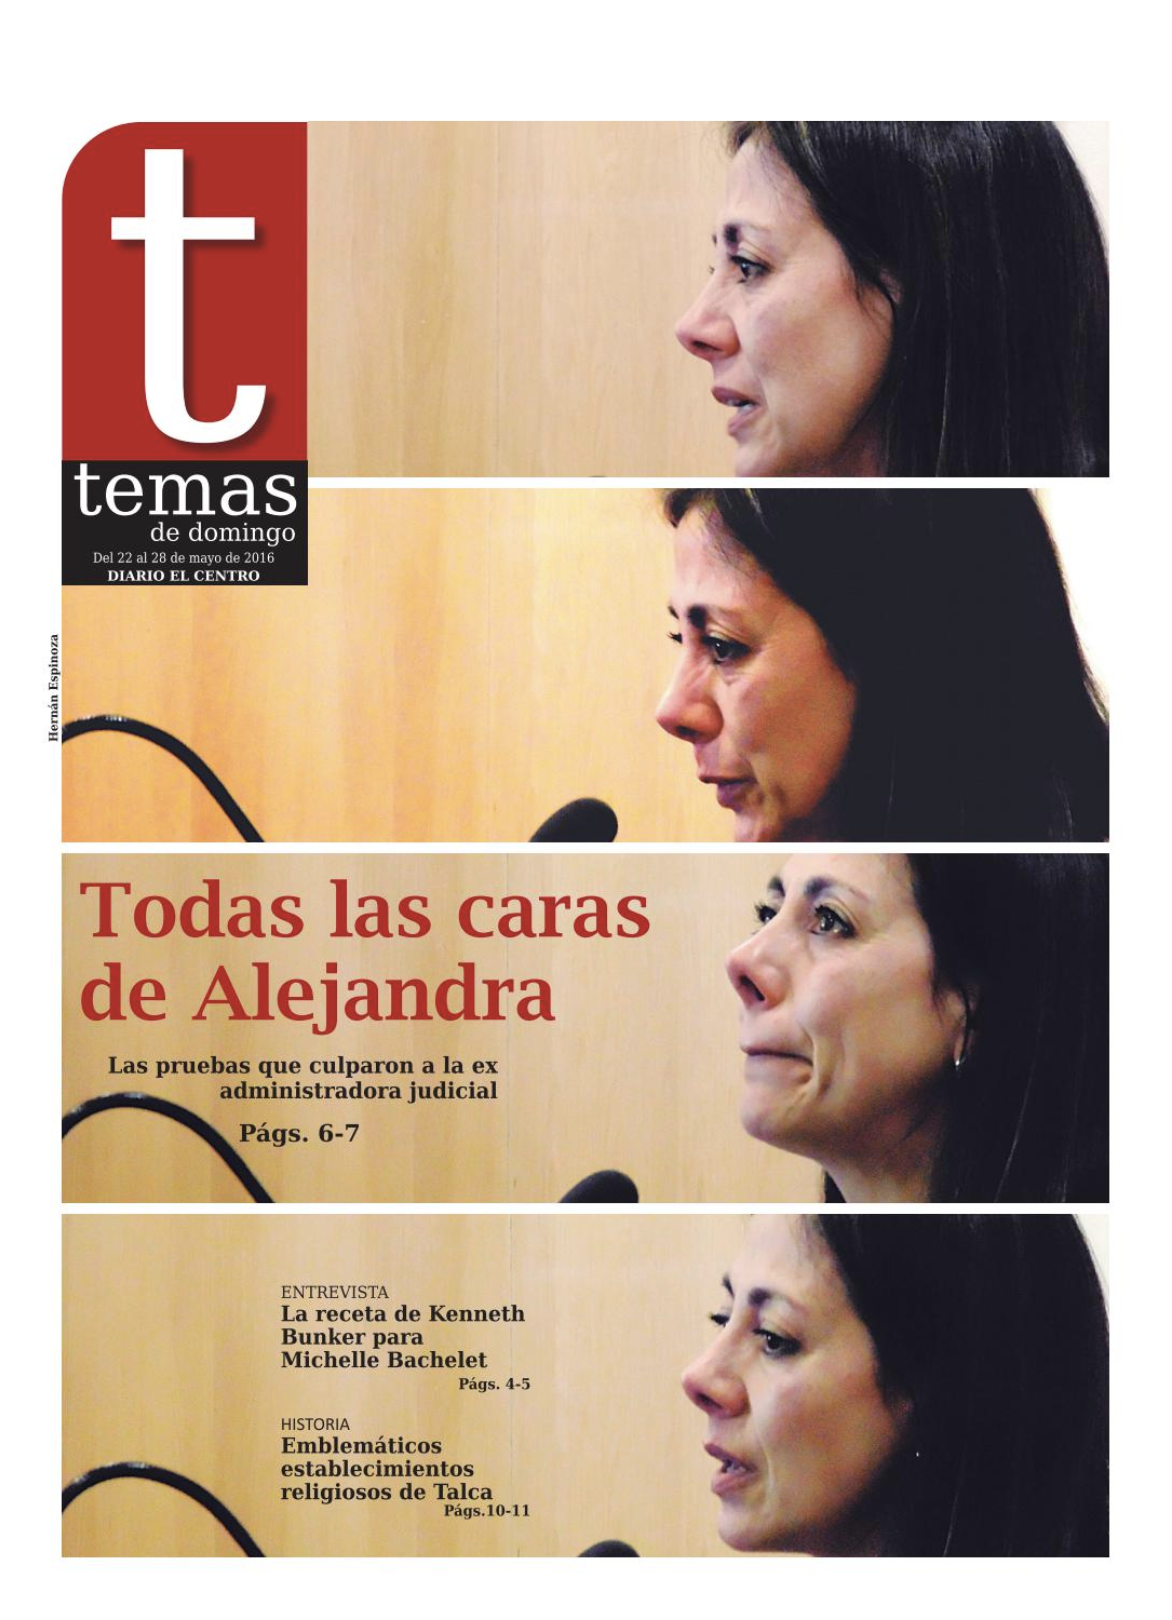 t
temas
de domingo
Del 22 al 28 de mayo de 2016
DIARIO EL CENTRO
Hernán Espinoza
Todas las caras
de Alejandra
Las pruebas que culparon a la ex
administradora judicial
Págs. 6-7
ENTREVISTA
La receta de Kenneth
Bunker para
Michelle Bachelet
Págs. 4-5
HISTORIA
Emblemáticos
establecimientos
religiosos de Talca
Págs.10-11